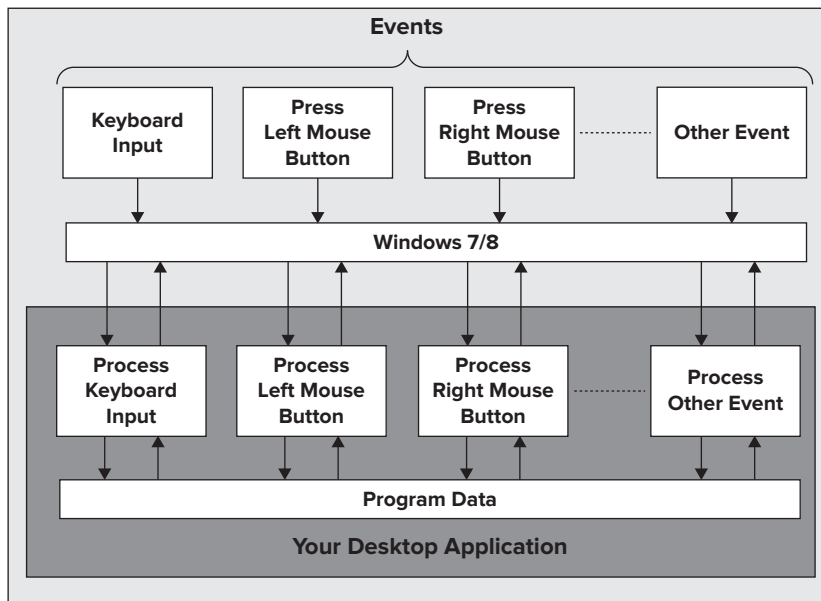 Events
Keyboard
Input
Press
Left Mouse
Button
Press
Right Mouse
Button
Other Event
Windows 7/8
Process
Keyboard
Input
Process
Left Mouse
Button
Process
Right Mouse
Button
Process
Other Event
Program Data
Your Desktop Application